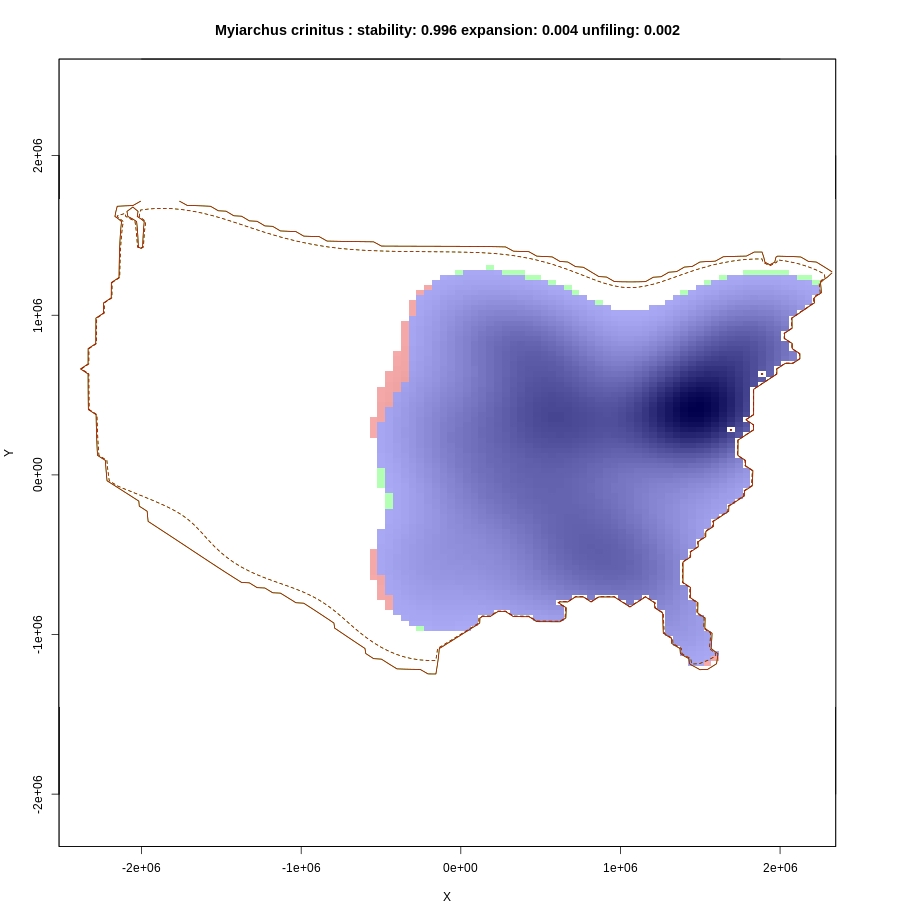 Myiarchus crinitus : stability: 0.996 expansion: 0.004 unfiling: 0.002
2e+06
1e+06
0e+00
-1e+06
-2e+06
Y
-2e+06 -1e+06 0e+00 1e+06 2e+06
X